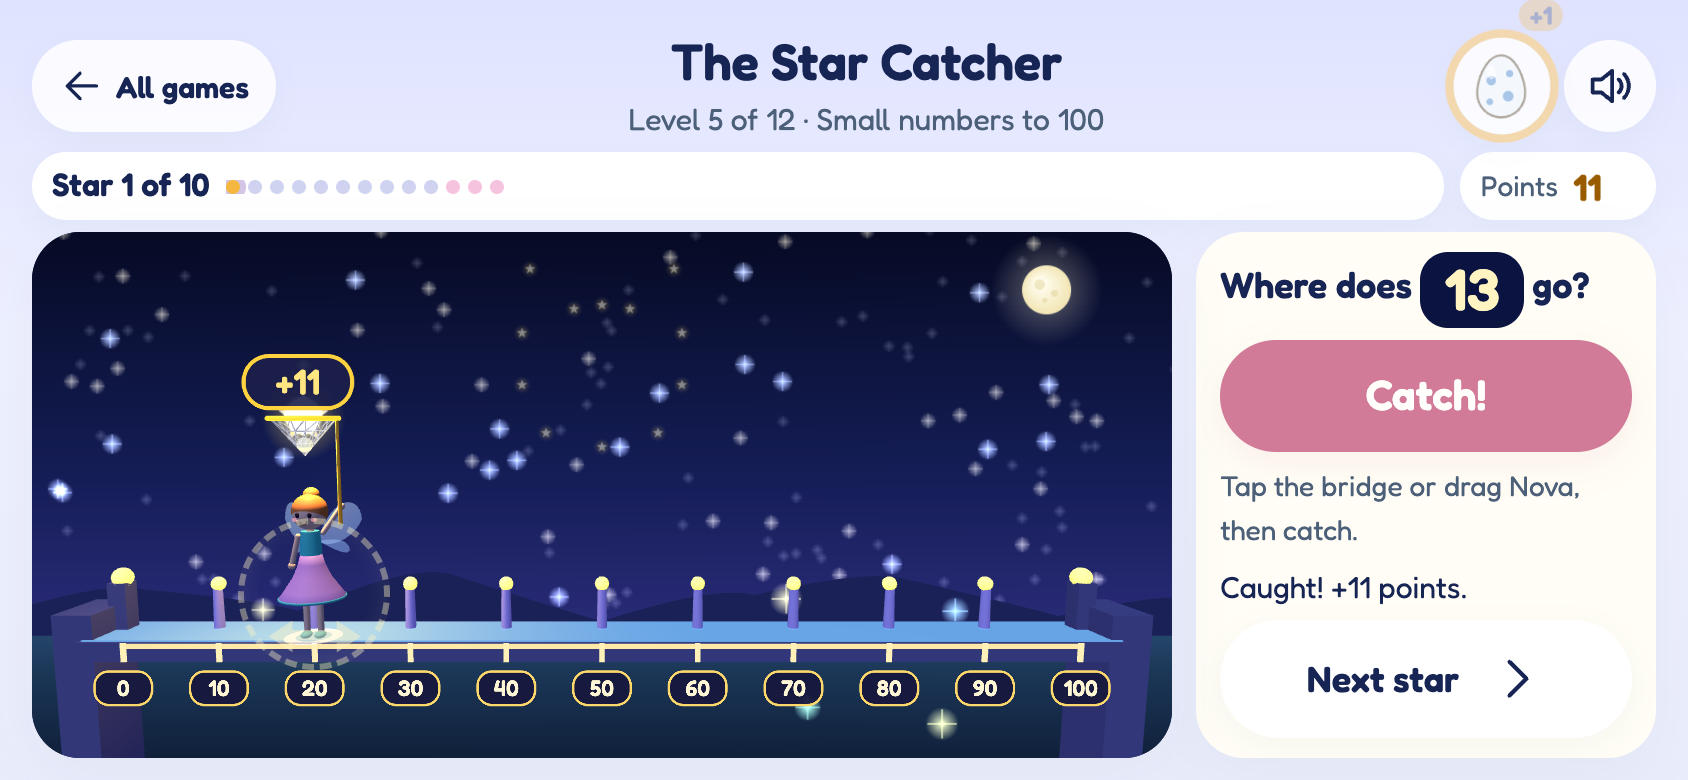 +1
All games
The Star Catcher
Level 5 of 12 · Small numbers to 100
Star 1 of 10
Points 11
+11
0 10 20 30 40 50 60 70 80 90 100
Where does 13 go?
Catch!
Tap the bridge or drag Nova,
then catch.
Caught! +11 points.
Next star